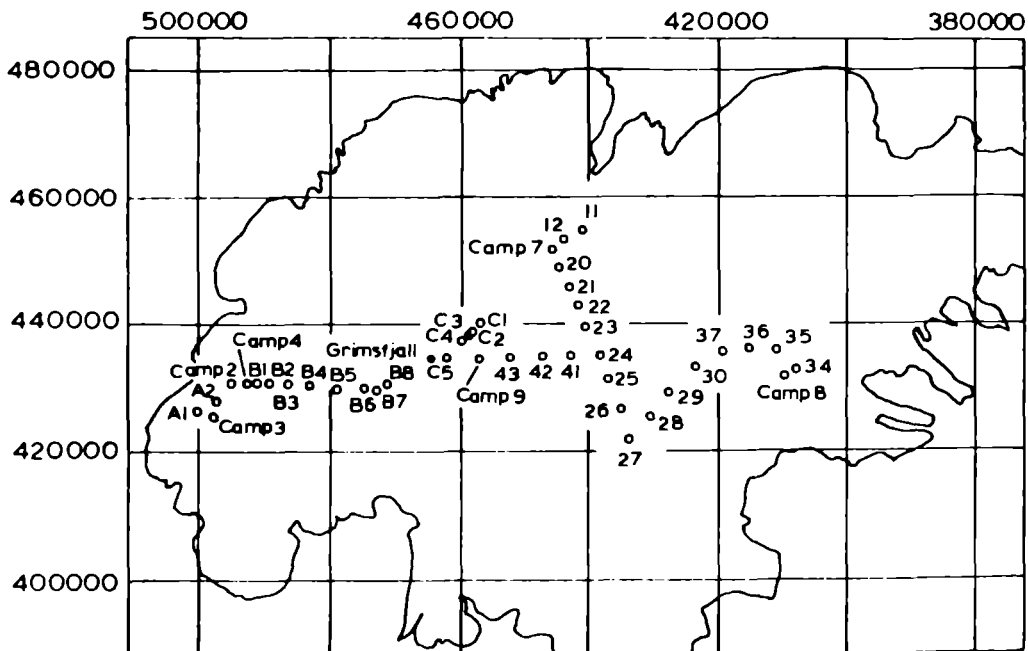 500000 460000 420000 380000
480000
460000
11
12
Camp 7
20
21
22
440000
C3 C1
C4 C2
23
37 36 35
Camp4
Grimsfjall
Camp2 B1 B2 B4 B5 B8
C5
43 42 41 24
34
A2
B3
B6 B7
Camp 9
25
30
Camp 8
A1
Camp3
26
29
28
27
420000
400000